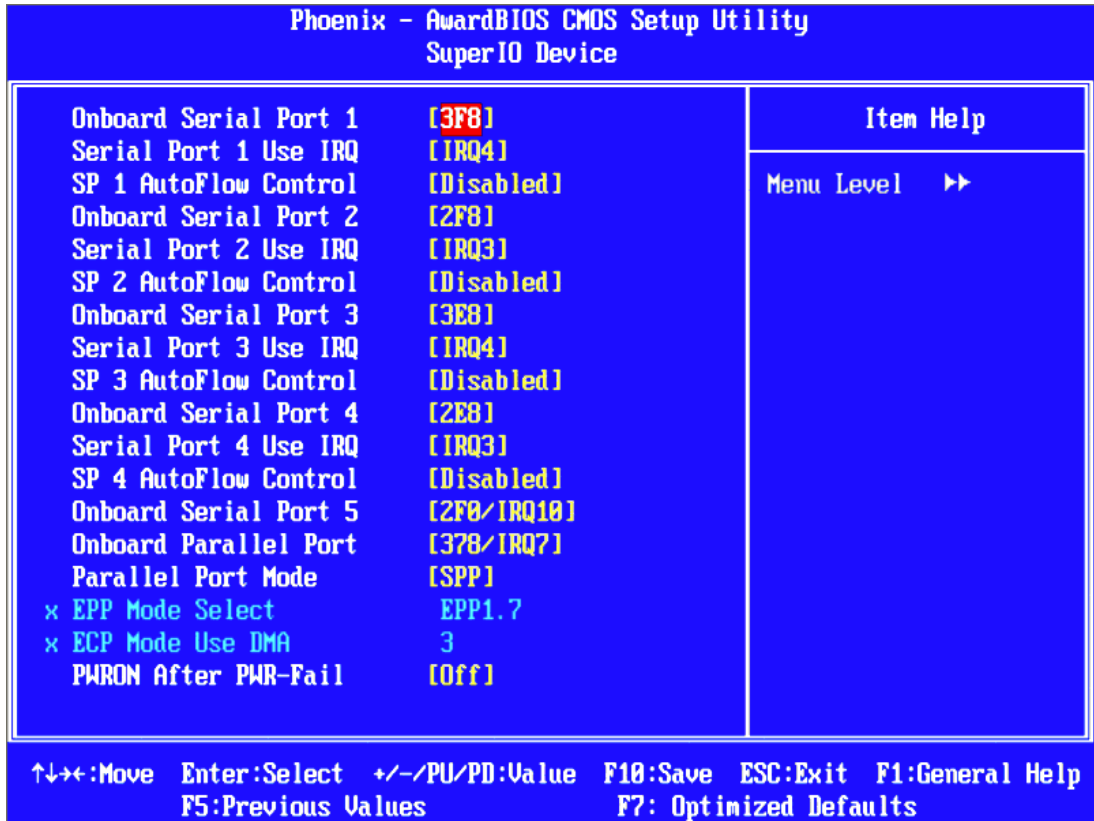 Phoenix - AwardBIOS CMOS Setup Utility
SuperIO Device
Onboard Serial Port 1 [3F8]
Serial Port 1 Use IRQ [IRQ4]
SP 1 AutoFlow Control [Disabled]
Onboard Serial Port 2 [2F8]
Serial Port 2 Use IRQ [IRQ3]
SP 2 AutoFlow Control [Disabled]
Onboard Serial Port 3 [3E8]
Serial Port 3 Use IRQ [IRQ4]
SP 3 AutoFlow Control [Disabled]
Onboard Serial Port 4 [2E8]
Serial Port 4 Use IRQ [IRQ3]
SP 4 AutoFlow Control [Disabled]
Onboard Serial Port 5 [2F0/IRQ10]
Onboard Parallel Port [378/IRQ7]
Parallel Port Mode [SPP]
x EPP Mode Select EPP1.7
x ECP Mode Use DMA 3
PWRON After PWR-Fail [Off]
Item Help
Menu Level ▸▸
↑↓→←:Move Enter:Select +/-/PU/PD:Value F10:Save ESC:Exit F1:General Help
F5:Previous Values F7: Optimized Defaults